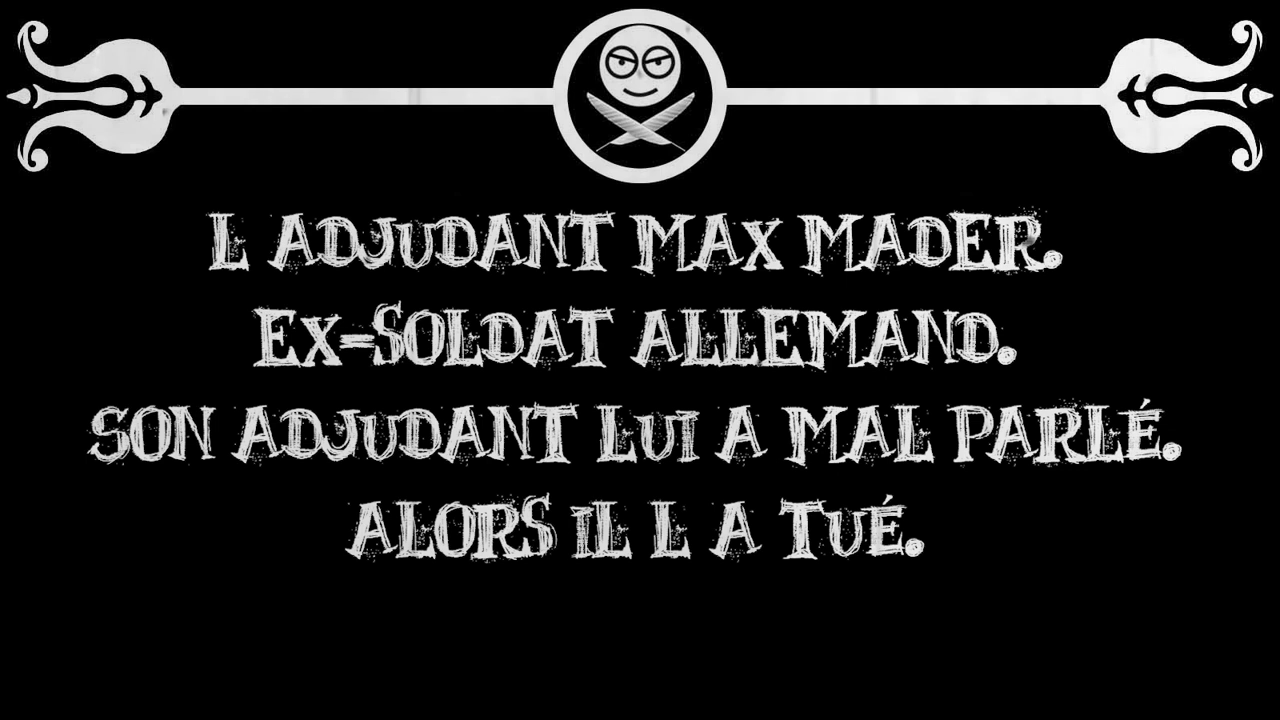 L ADJUDANT MAX MADER.
EX-SOLDAT ALLEMAND.
SON ADJUDANT LUI A MAL PARLÉ.
ALORS IL L A TUÉ.